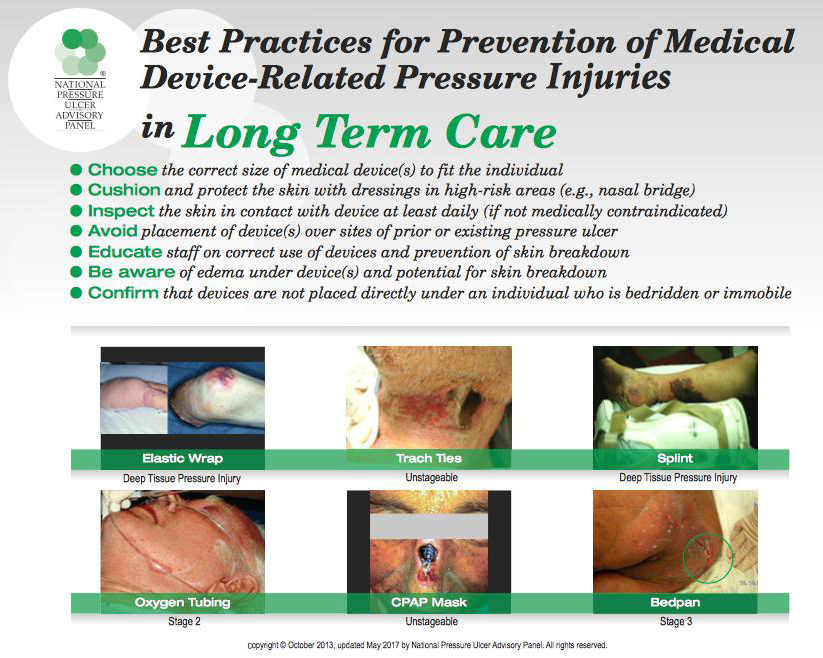 NATIONAL
PRESSURE
ULCER
ADVISORY
PANEL
®
Best Practices for Prevention of Medical
Device-Related Pressure Injuries
in Long Term Care
● Choose the correct size of medical device(s) to fit the individual
● Cushion and protect the skin with dressings in high-risk areas (e.g., nasal bridge)
● Inspect the skin in contact with device at least daily (if not medically contraindicated)
● Avoid placement of device(s) over sites of prior or existing pressure ulcer
● Educate staff on correct use of devices and prevention of skin breakdown
● Be aware of edema under device(s) and potential for skin breakdown
● Confirm that devices are not placed directly under an individual who is bedridden or immobile
Elastic Wrap
Deep Tissue Pressure Injury
Trach Ties
Unstageable
Splint
Deep Tissue Pressure Injury
Oxygen Tubing
Stage 2
CPAP Mask
Unstageable
Bedpan
Stage 3
copyright © October 2013, updated May 2017 by National Pressure Ulcer Advisory Panel. All rights reserved.